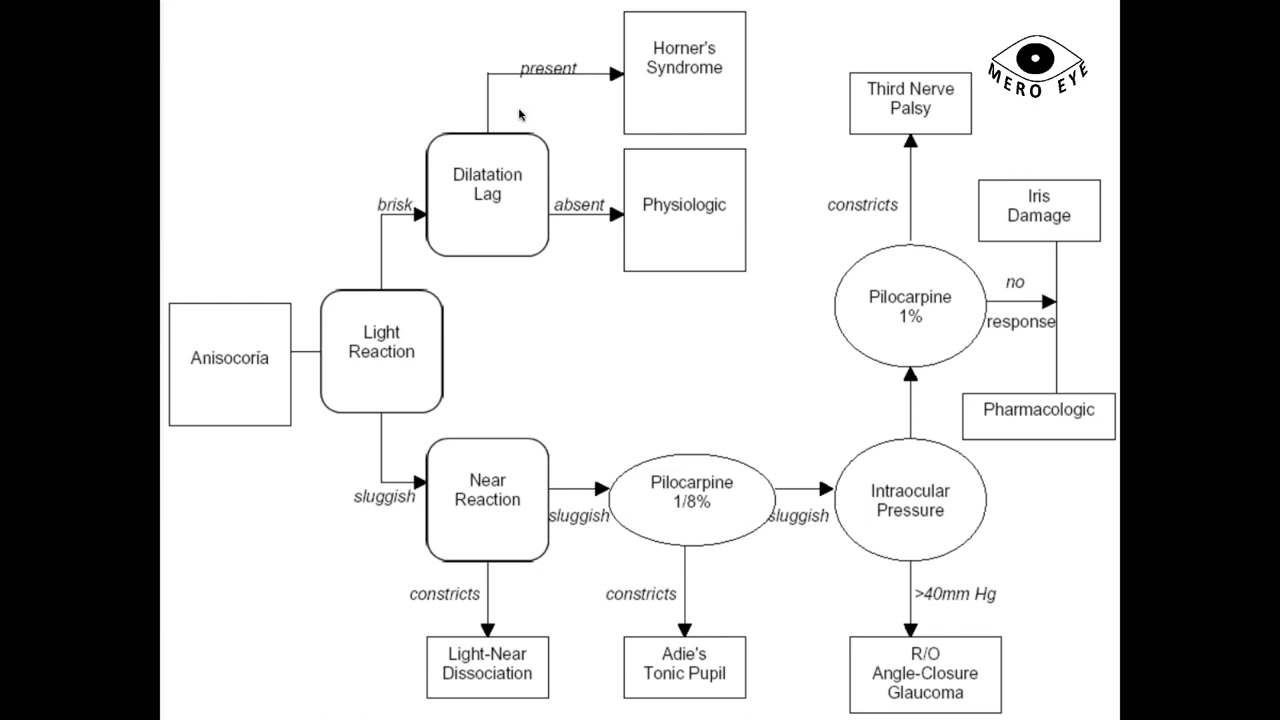 Horner's
Syndrome
present
MERO EYE
Third Nerve
Palsy
Dilatation
Lag
brisk
absent
Physiologic
constricts
Iris
Damage
Pilocarpine
1%
no
response
Light
Reaction
Anisocoria
Pharmacologic
sluggish
Near
Reaction
sluggish
Pilocarpine
1/8%
sluggish
Intraocular
Pressure
constricts
constricts
>40mm Hg
Light-Near
Dissociation
Adie's
Tonic Pupil
R/O
Angle-Closure
Glaucoma